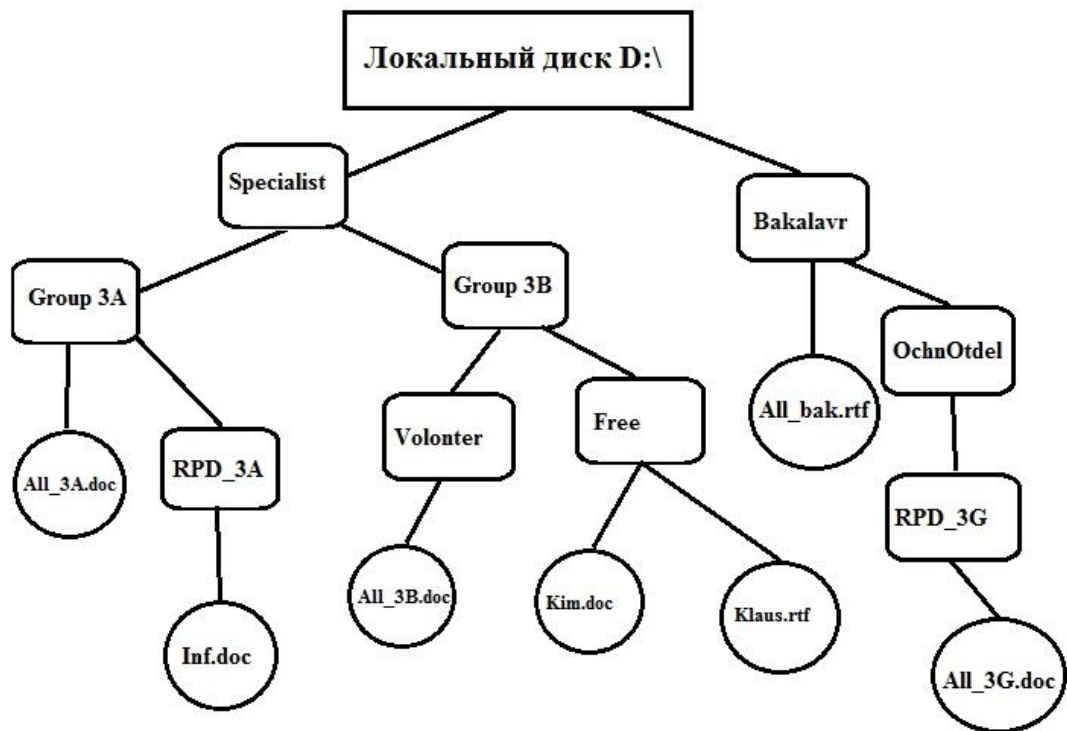 Локальный диск D:\
Specialist
Bakalavr
Group 3A
Group 3B
OchnOtdel
All_bak.rtf
Volonter
Free
RPD_3A
All_3A.doc
RPD_3G
All_3B.doc
Kim.doc
Klaus.rtf
Inf.doc
All_3G.doc